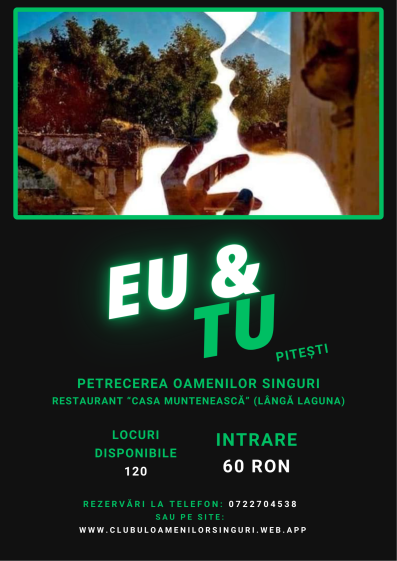 EU &
TU
PITEȘTI
PETRECEREA OAMENILOR SINGURI
RESTAURANT "CASA MUNTENEASCĂ" (LÂNGĂ LAGUNA)
LOCURI
DISPONIBILE
120
INTRARE
60 RON
REZERVĂRI LA TELEFON: 0722704538
SAU PE SITE:
WWW.CLUBULOAMENILORSINGURI.WEB.APP